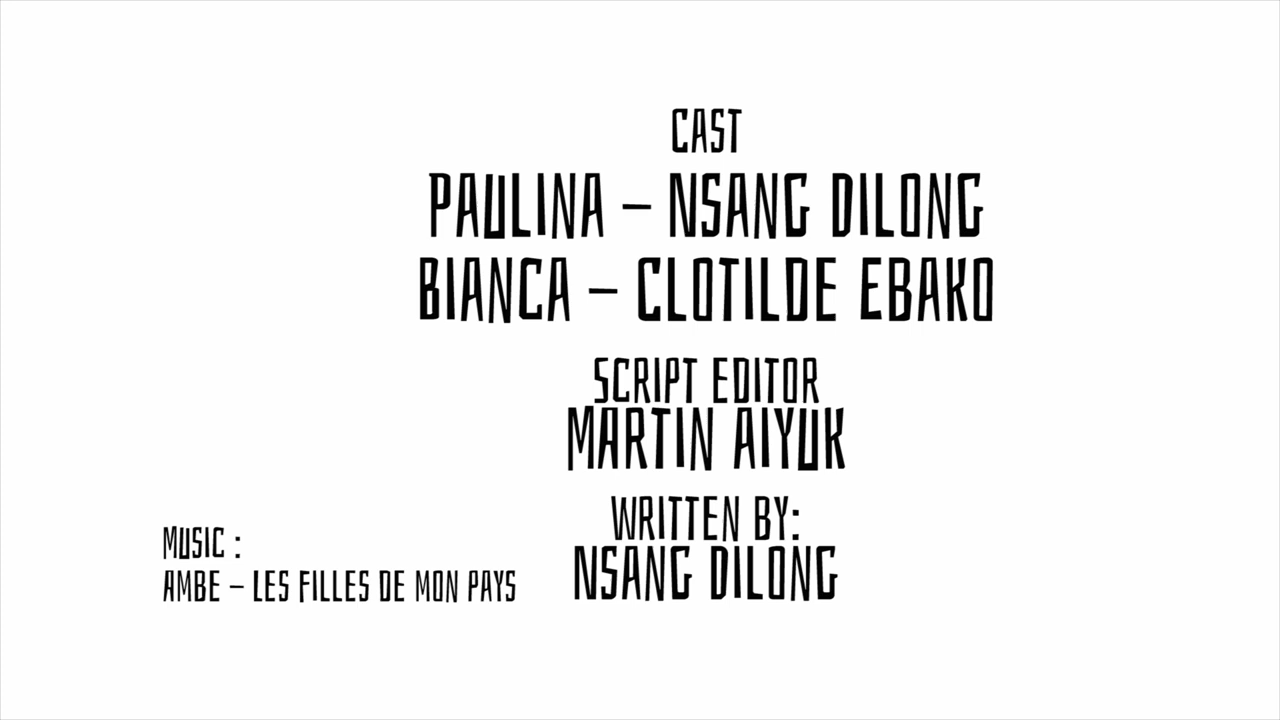 CAST
PAULINA – NSANG DILONG
BIANCA – CLOTILDE EBAKO
SCRIPT EDITOR
MARTIN AIYUK
WRITTEN BY:
NSANG DILONG
MUSIC :
AMBE – LES FILLES DE MON PAYS